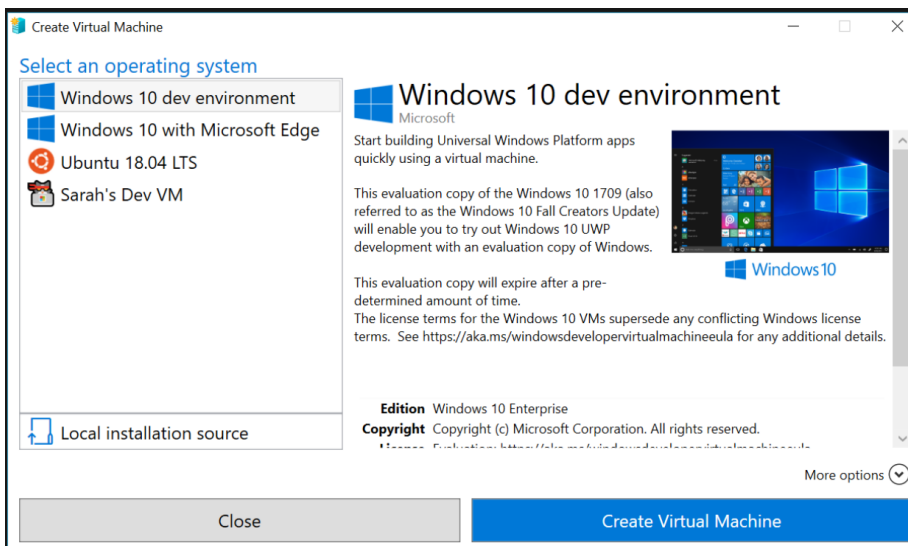 Create Virtual Machine
Select an operating system
Windows 10 dev environment
Windows 10 with Microsoft Edge
Ubuntu 18.04 LTS
Sarah's Dev VM
Local installation source
Windows 10 dev environment
Microsoft
Start building Universal Windows Platform apps
quickly using a virtual machine.
This evaluation copy of the Windows 10 1709 (also
referred to as the Windows 10 Fall Creators Update)
will enable you to try out Windows 10 UWP
development with an evaluation copy of Windows.
This evaluation copy will expire after a pre-
determined amount of time.
The license terms for the Windows 10 VMs supersede any conflicting Windows license
terms. See https://aka.ms/windowsdevelopervirtualmachineeula for any additional details.
Windows10
Edition Windows 10 Enterprise
Copyright Copyright (c) Microsoft Corporation. All rights reserved.
More options
Close
Create Virtual Machine